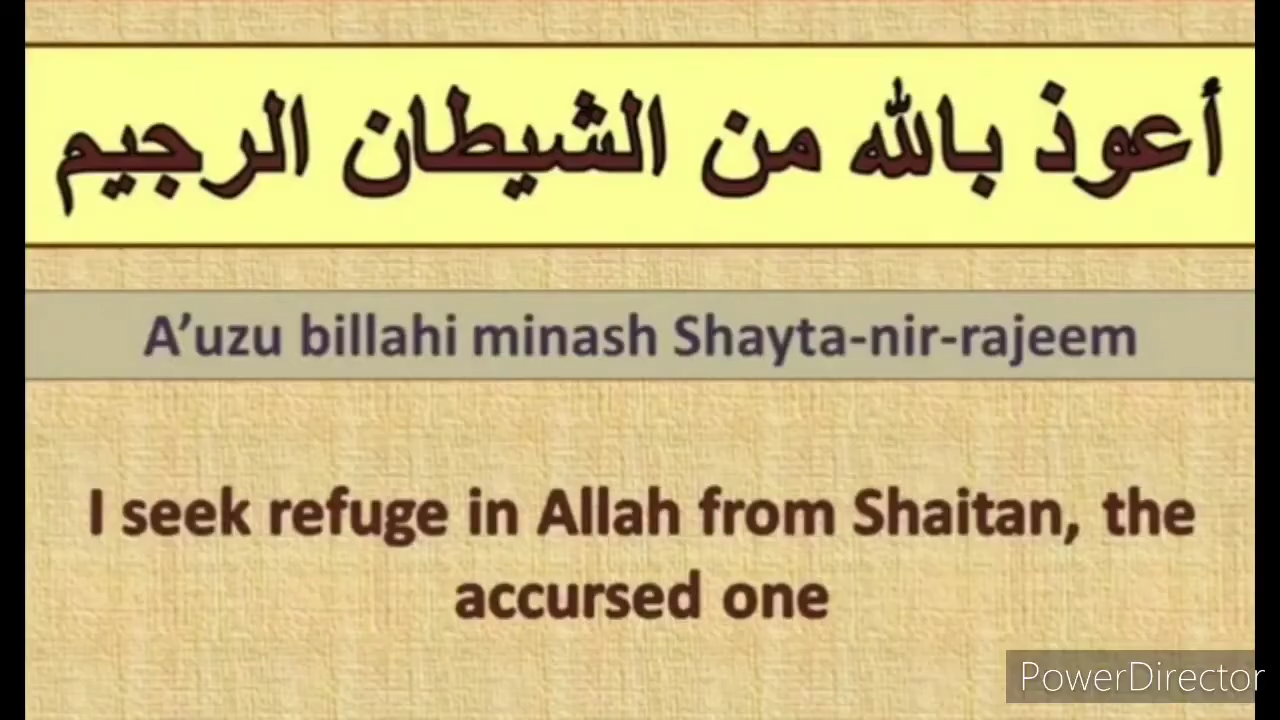 أعوذ بالله من الشيطان الرجيم
A’uzu billahi minash Shayta-nir-rajeem
I seek refuge in Allah from Shaitan, the
accursed one
PowerDirector